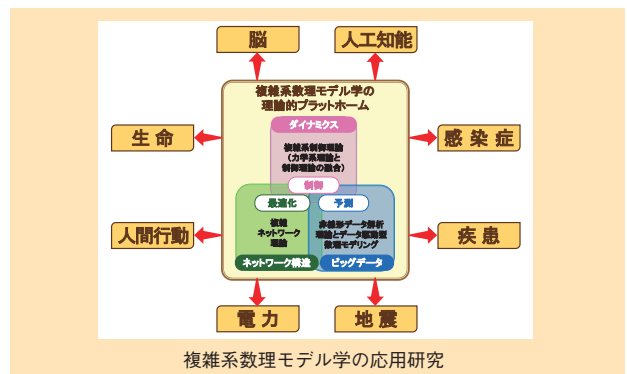 脳
人工知能
複雑系数理モデル学の
理論的プラットホーム
ダイナミクス
生命
感染症
複雑系制御理論
(力学系理論と
制御理論の融合)
制御
最適化
予測
人間行動
疾患
複雑
ネットワーク
理論
非線形データ解析
理論とデータ駆動型
数理モデリング
ネットワーク構造
ビッグデータ
電力
地震
複雑系数理モデル学の応用研究